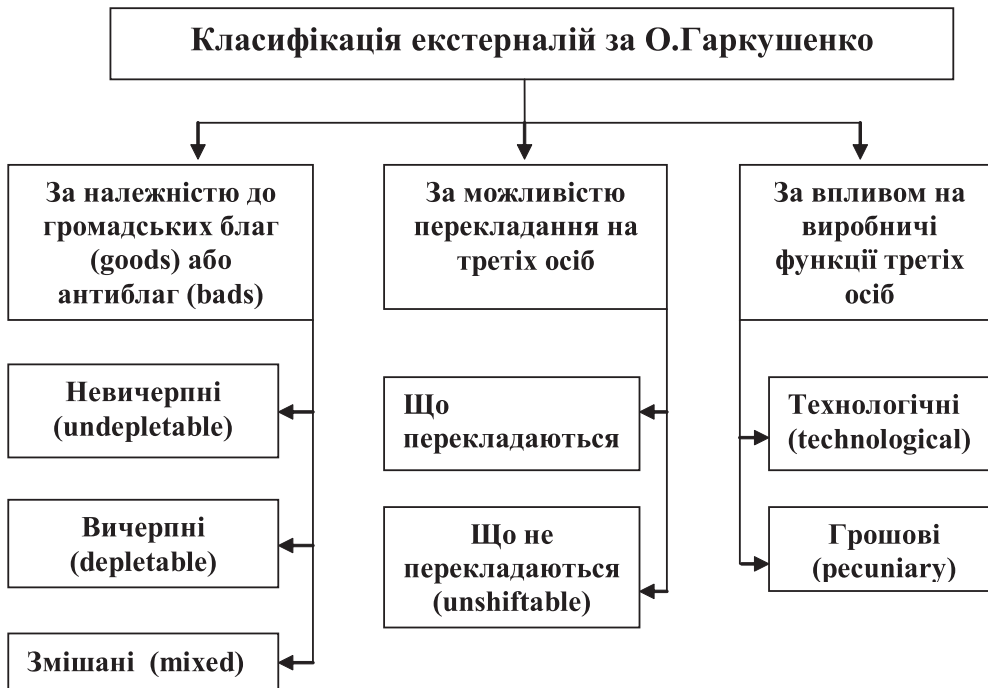 Класифікація екстерналій за О.Гаркушенко
За належністю до
громадських благ
(goods) або
антиблаг (bads)
Невичерпні
(undepletable)
Вичерпні
(depletable)
Змішані (mixed)
За можливістю
перекладання на
третіх осіб
Що
перекладаються
Що не
перекладаються
(unshiftable)
За впливом на
виробничі
функції третіх
осіб
Технологічні
(technological)
Грошові
(pecuniary)